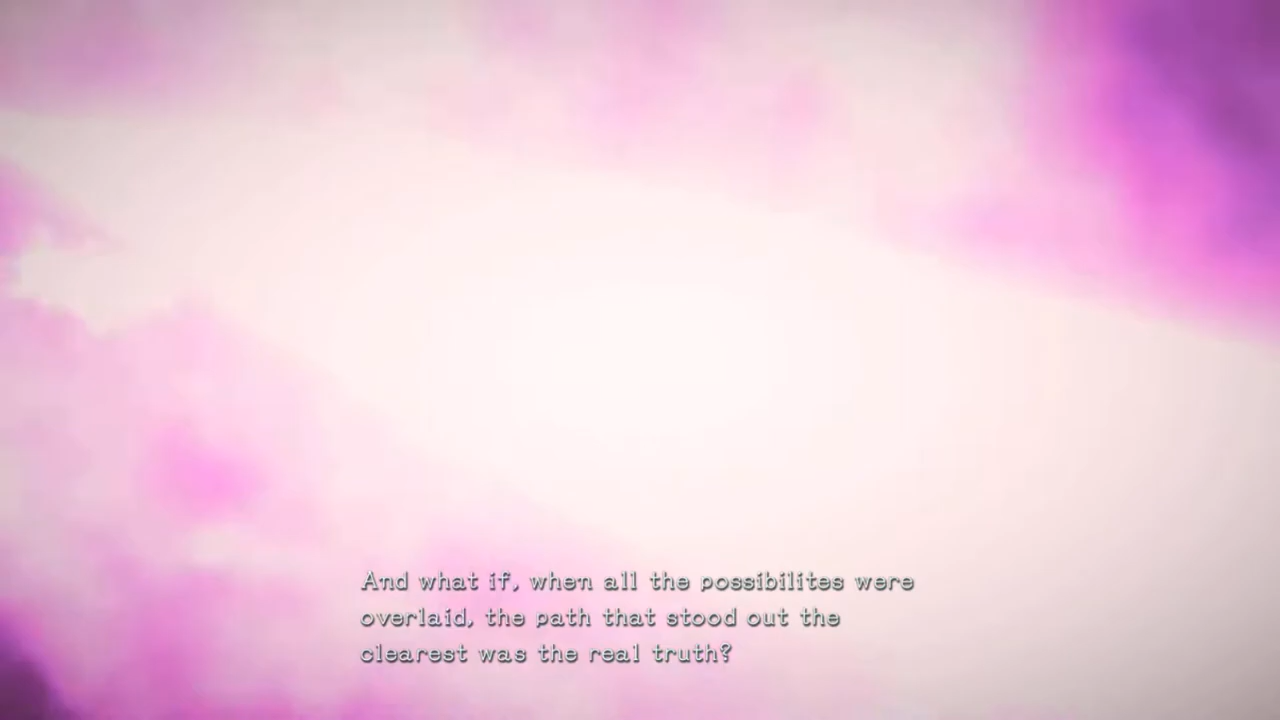 And what if, when all the possibilites were
overlaid, the path that stood out the
clearest was the real truth?